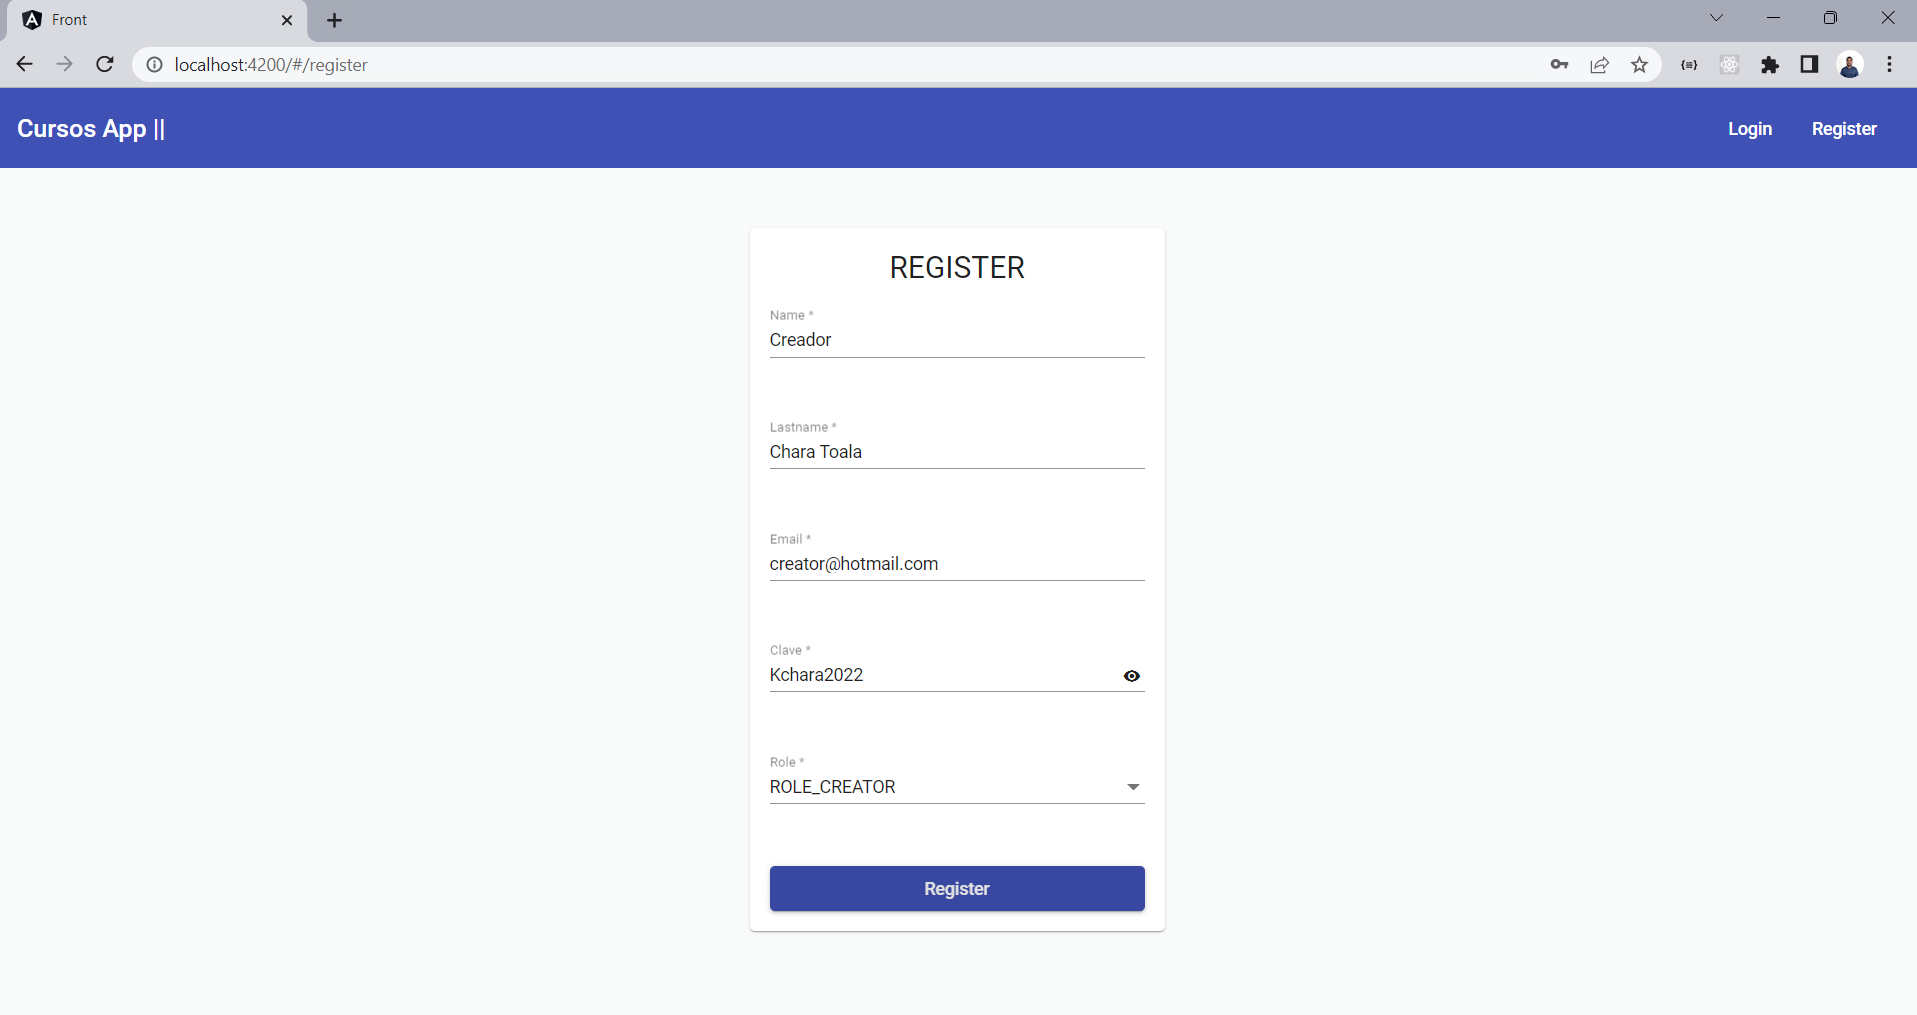 Front
localhost:4200/#/register
Cursos App || Login Register
REGISTER
Name *
Creador
Lastname *
Chara Toala
Email *
creator@hotmail.com
Clave *
Kchara2022
Role *
ROLE_CREATOR
Register